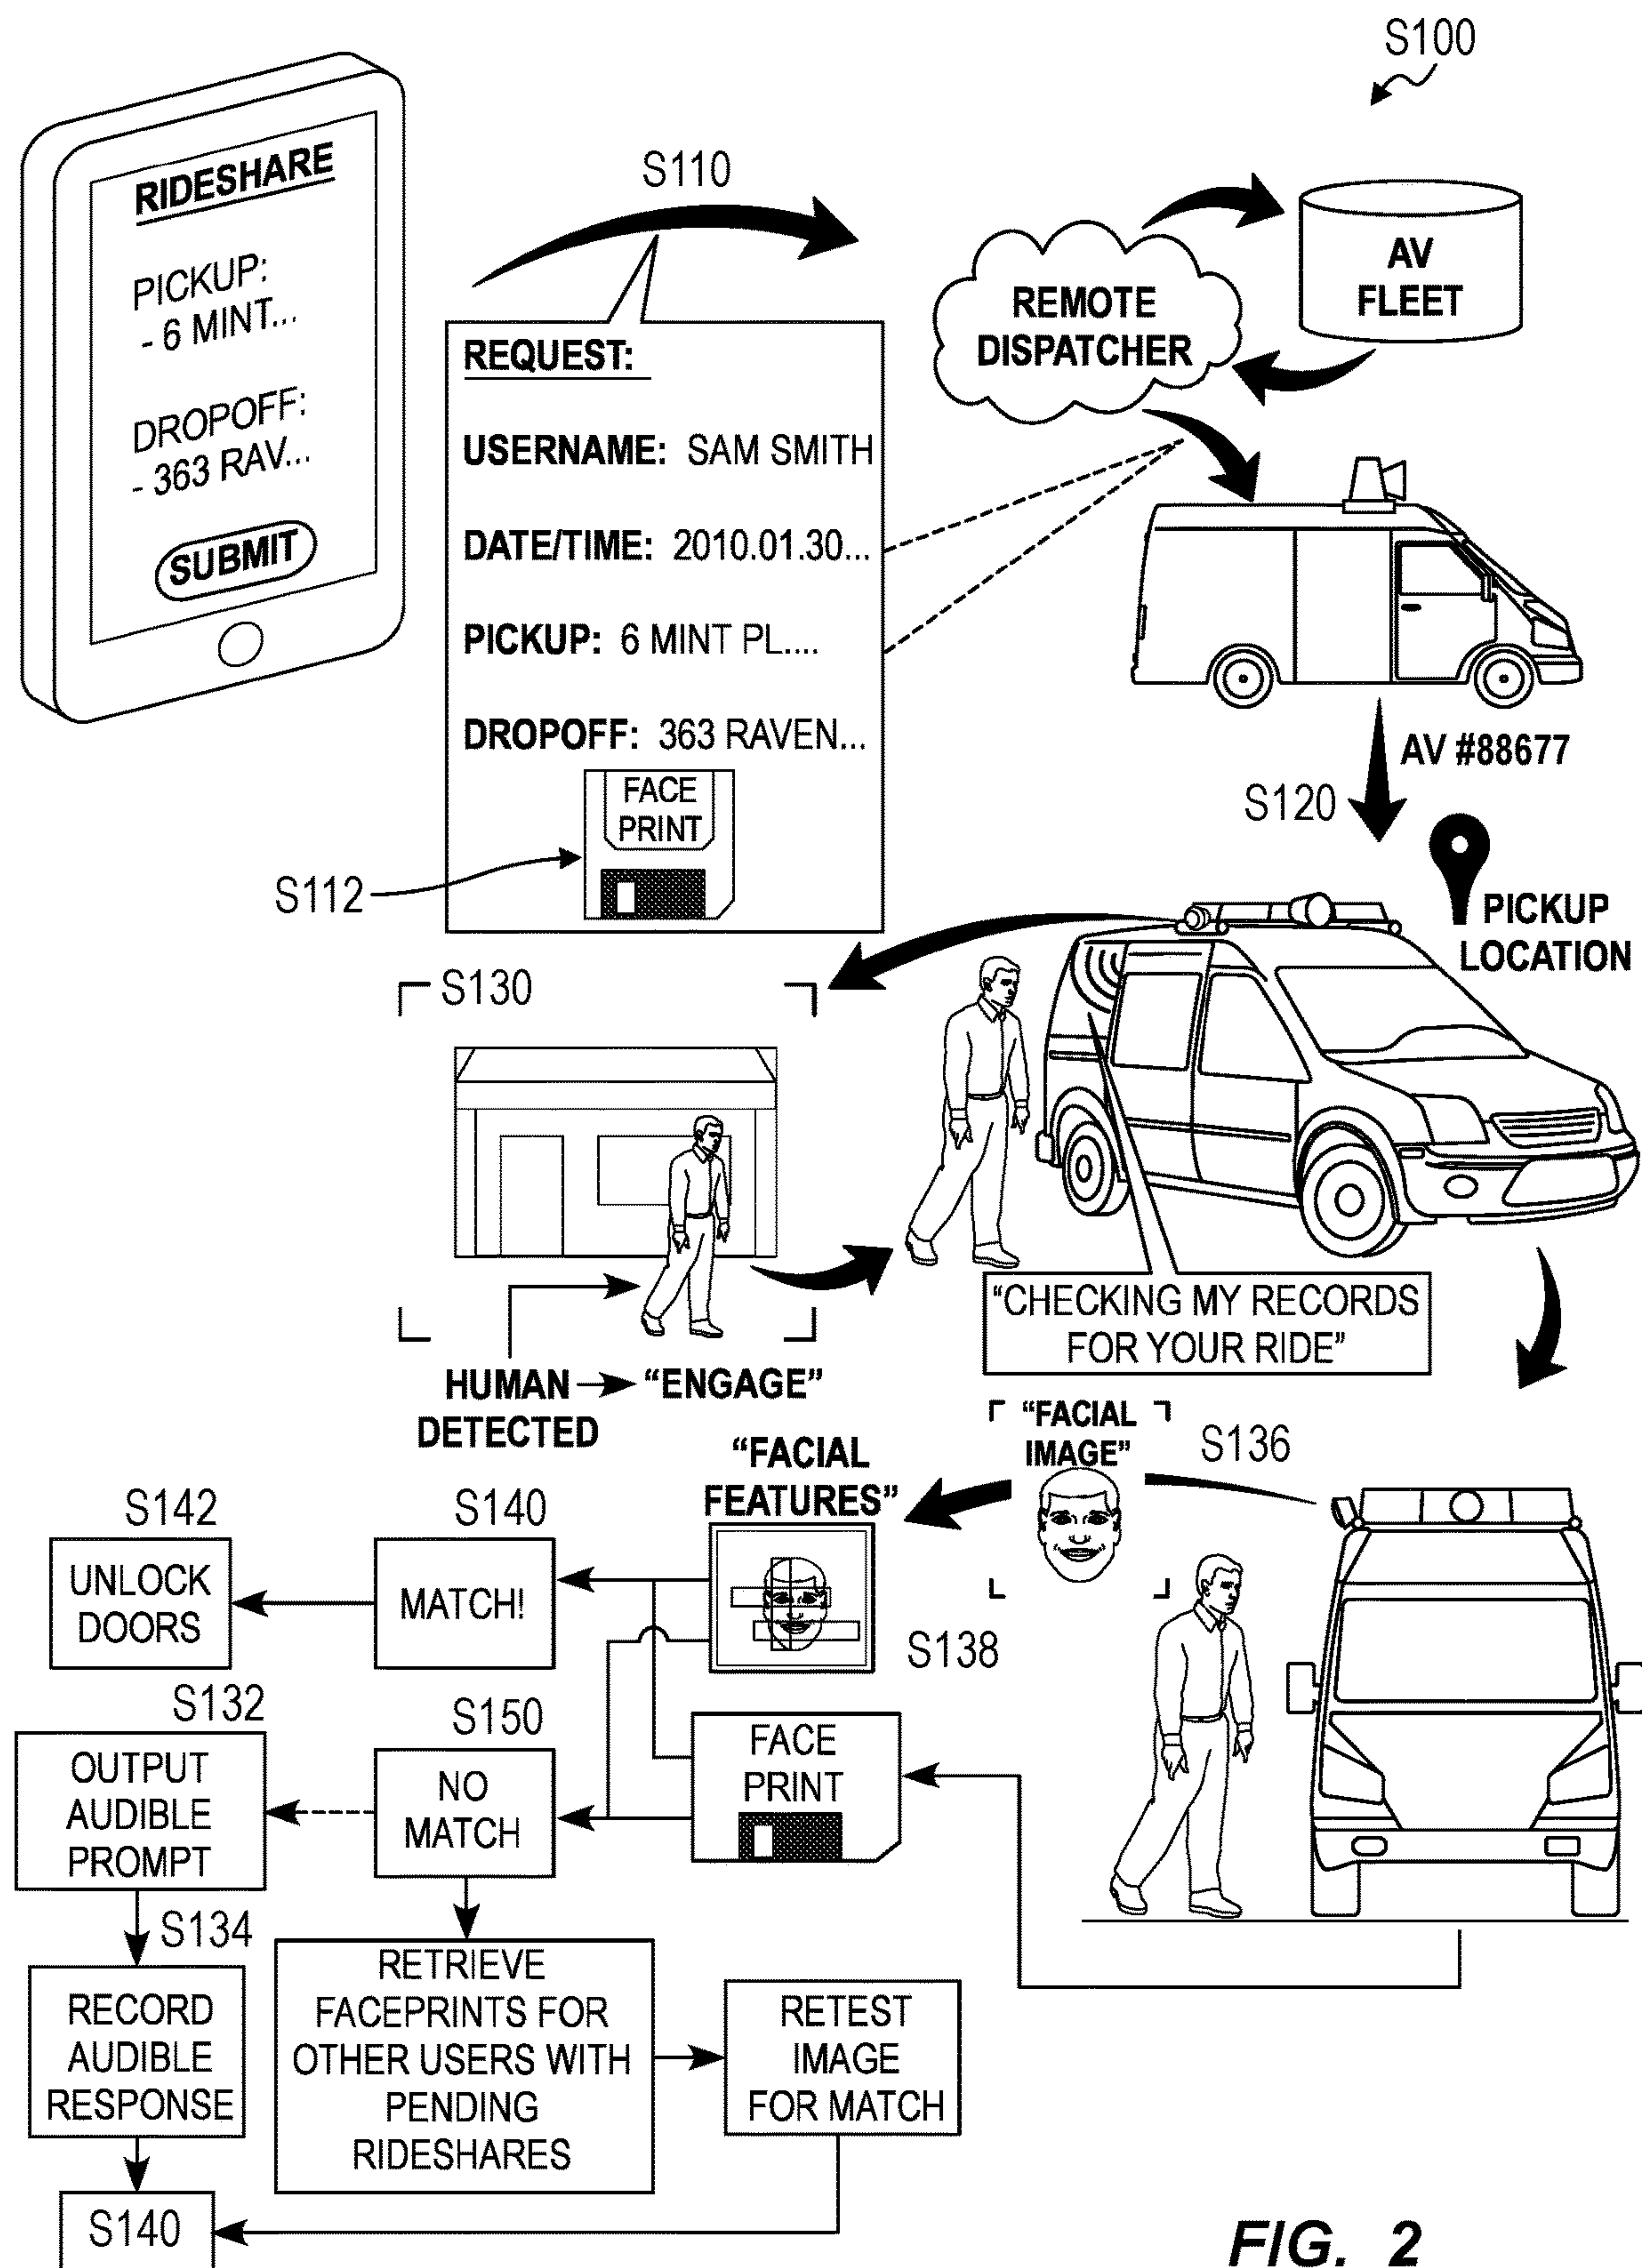 S100
RIDESHARE
PICKUP:
- 6 MINT...
DROPOFF:
- 363 RAV...
SUBMIT
S110
REQUEST:
USERNAME: SAM SMITH
DATE/TIME: 2010.01.30...
PICKUP: 6 MINT PL....
DROPOFF: 363 RAVEN...
FACE
PRINT
S112
REMOTE
DISPATCHER
AV
FLEET
AV #88677
S120
PICKUP
LOCATION
S130
HUMAN
DETECTED
“ENGAGE”
“CHECKING MY RECORDS
FOR YOUR RIDE”
“FACIAL
IMAGE”
S136
“FACIAL
FEATURES”
S138
S142
UNLOCK
DOORS
S140
MATCH!
S132
OUTPUT
AUDIBLE
PROMPT
S150
NO
MATCH
FACE
PRINT
S134
RECORD
AUDIBLE
RESPONSE
RETRIEVE
FACEPRINTS FOR
OTHER USERS WITH
PENDING
RIDESHARES
RETEST
IMAGE
FOR MATCH
S140
FIG. 2